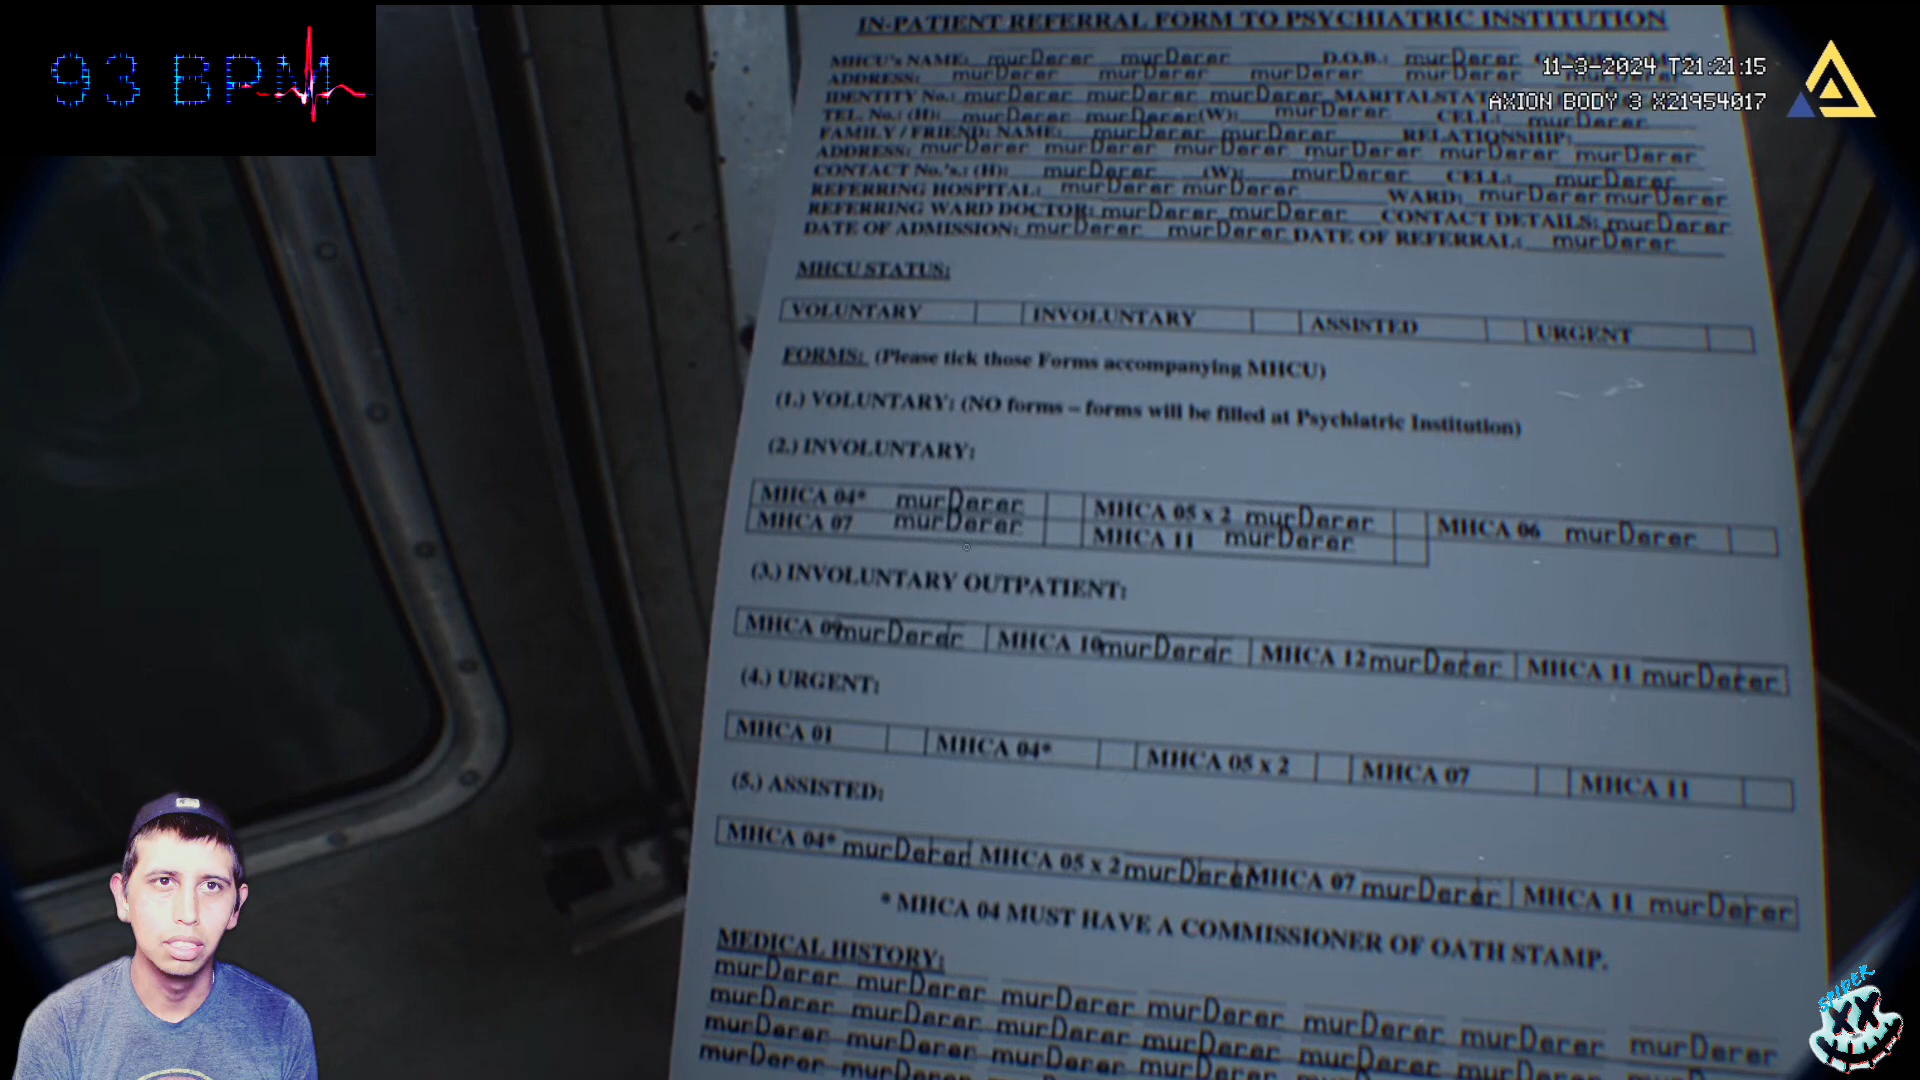 93 BPM
IN-PATIENT REFERRAL FORM TO PSYCHIATRIC INSTITUTION
11-3-2024 T21:21:15
AXION BODY 3 X21954017
MHCU's NAME: murDerer murDerer D.O.B.: murDerer
ADDRESS: murDerer murDerer murDerer murDerer
IDENTITY No.: murDerer murDerer murDerer
TEL. No.: (H): murDerer murDerer (W): murDerer CELL: murDerer
FAMILY / FRIEND: NAME: murDerer murDerer RELATIONSHIP:
ADDRESS: murDerer murDerer murDerer murDerer murDerer murDerer
CONTACT No.'s.: (H): murDerer (W): murDerer CELL: murDerer
REFERRING HOSPITAL: murDerer murDerer WARD: murDerer murDerer
REFERRING WARD DOCTOR: murDerer murDerer CONTACT DETAILS: murDerer
DATE OF ADMISSION: murDerer murDerer DATE OF REFERRAL: murDerer
MHCU STATUS:
VOLUNTARY INVOLUNTARY ASSISTED URGENT
FORMS: (Please tick those Forms accompanying MHCU)
(1.) VOLUNTARY: (NO forms – forms will be filled at Psychiatric Institution)
(2.) INVOLUNTARY:
MHCA 04* murDerer MHCA 05 x 2 murDerer MHCA 06 murDerer
MHCA 07 murDerer MHCA 11 murDerer
(3.) INVOLUNTARY OUTPATIENT:
MHCA 09 murDerer MHCA 10 murDerer MHCA 12 murDerer MHCA 11 murDerer
(4.) URGENT:
MHCA 01 MHCA 04* MHCA 05 x 2 MHCA 07 MHCA 11
(5.) ASSISTED:
MHCA 04* murDerer MHCA 05 x 2 murDerer MHCA 07 murDerer MHCA 11 murDerer
* MHCA 04 MUST HAVE A COMMISSIONER OF OATH STAMP.
MEDICAL HISTORY:
murDerer murDerer murDerer murDerer murDerer murDerer murDerer
murDerer murDerer murDerer murDerer murDerer murDerer
murDerer murDerer murDerer murDerer murDerer
murDerer murDerer murDerer
SPIDER
XX